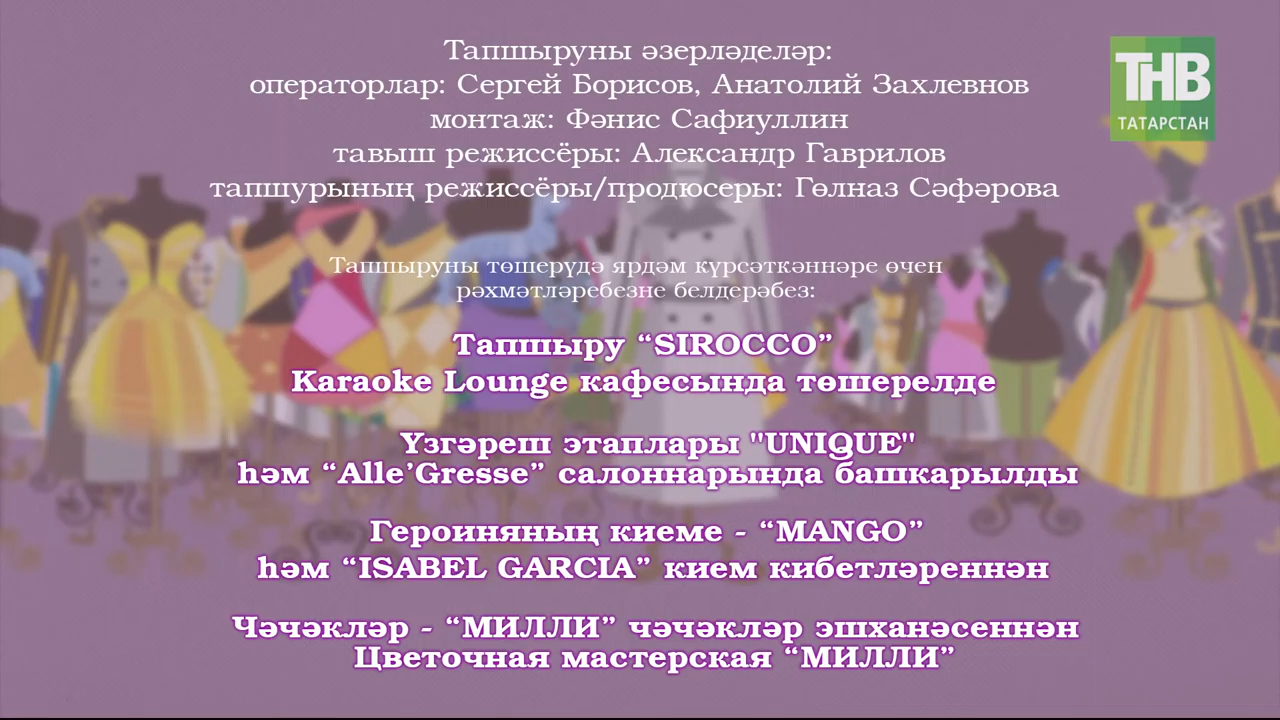 Тапшыруны әзерләделәр:
операторлар: Сергей Борисов, Анатолий Захлевнов
монтаж: Фәнис Сафиуллин
тавыш режиссёры: Александр Гаврилов
тапшурының режиссёры/продюсеры: Гөлназ Сәфәрова
ТНВ
ТАТАРСТАН
Тапшыруны төшерүдә ярдәм күрсәткәннәре өчен
рәхмәтләребезне белдерәбез:
Тапшыру “SIROCCO”
Karaoke Lounge кафесында төшерелде
Үзгәреш этаплары "UNIQUE"
һәм “Alle’Gresse” салоннарында башкарылды
Героиняның киеме - “MANGO”
һәм “ISABEL GARCIA” кием кибетләреннән
Чәчәкләр - “МИЛЛИ” чәчәкләр эшханәсеннән
Цветочная мастерская “МИЛЛИ”